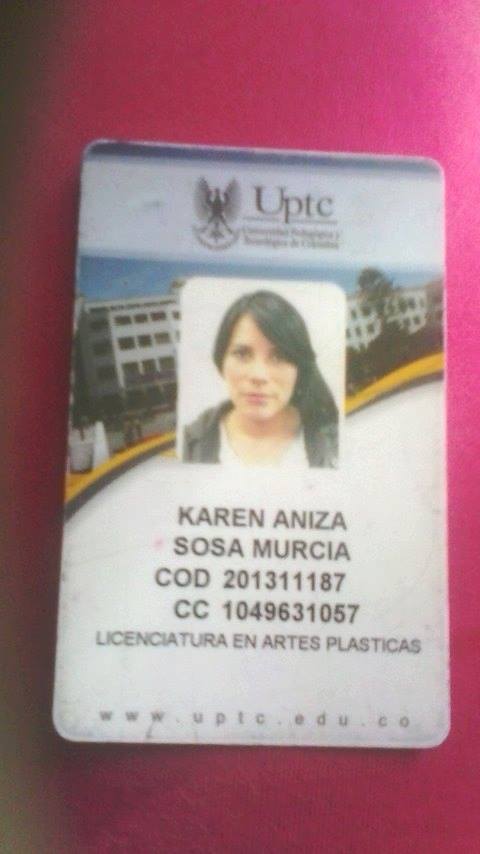 Uptc
Universidad Pedagógica y
Tecnológica de Colombia
KAREN ANIZA
SOSA MURCIA
COD 201311187
CC 1049631057
LICENCIATURA EN ARTES PLASTICAS
www.uptc.edu.co